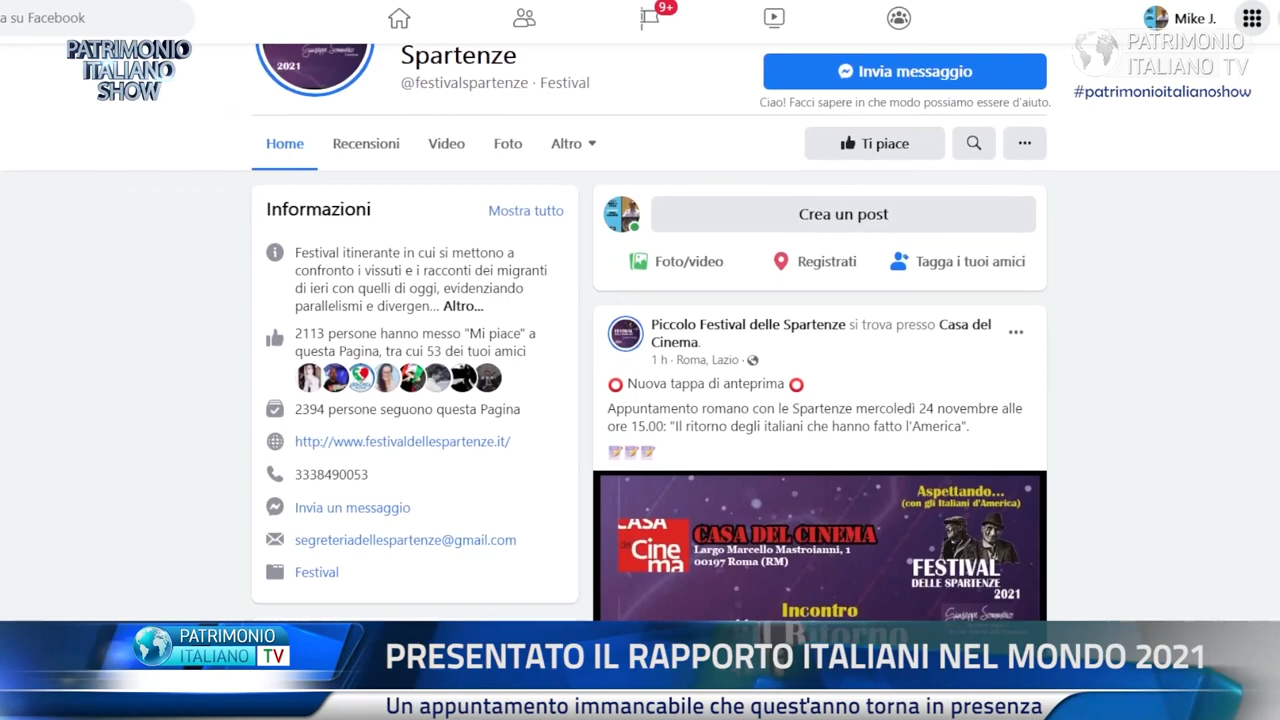 a su Facebook
9+
Mike J.
PATRIMONIO
ITALIANO
SHOW
2021
Spartenze
@festivalspartenze · Festival
Invia messaggio
Ciao! Facci sapere in che modo possiamo essere d'aiuto.
PATRIMONIO
ITALIANO TV
#patrimonioitalianoshow
Home
Recensioni
Video
Foto
Altro
Ti piace
Informazioni
Mostra tutto
Festival itinerante in cui si mettono a
confronto i vissuti e i racconti dei migranti
di ieri con quelli di oggi, evidenziando
parallelismi e divergen... Altro...
2113 persone hanno messo "Mi piace" a
questa Pagina, tra cui 53 dei tuoi amici
2394 persone seguono questa Pagina
http://www.festivaldellespartenze.it/
3338490053
Invia un messaggio
segreteriadellespartenze@gmail.com
Festival
Crea un post
Foto/video
Registrati
Tagga i tuoi amici
Piccolo Festival delle Spartenze si trova presso Casa del
Cinema.
1 h · Roma, Lazio ·
Nuova tappa di anteprima
Appuntamento romano con le Spartenze mercoledì 24 novembre alle
ore 15.00: "Il ritorno degli italiani che hanno fatto l'America".
Aspettando...
(con gli Italiani d'America)
CASA
del
Cine
ma
CASA DEL CINEMA
Largo Marcello Mastroianni, 1
00197 Roma (RM)
FESTIVAL
DELLE SPARTENZE
2021
Incontro
Il Ritorno
PATRIMONIO
ITALIANO TV
PRESENTATO IL RAPPORTO ITALIANI NEL MONDO 2021
Un appuntamento immancabile che quest'anno torna in presenza